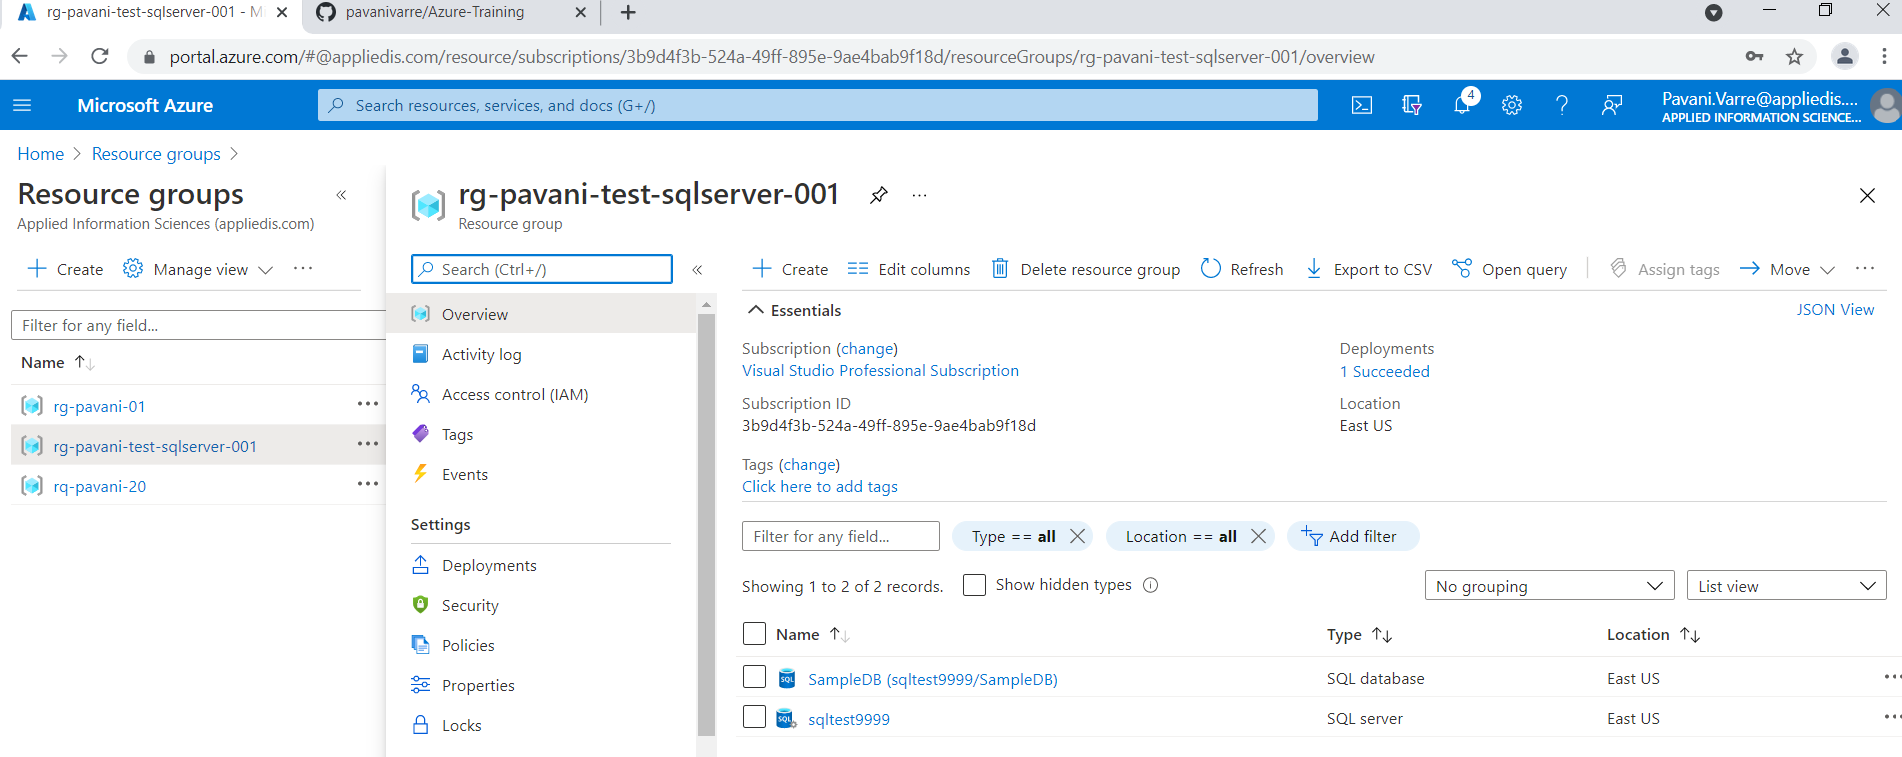 rg-pavani-test-sqlserver-001 - M
pavanivarre/Azure-Training
portal.azure.com/#@appliedis.com/resource/subscriptions/3b9d4f3b-524a-49ff-895e-9ae4bab9f18d/resourceGroups/rg-pavani-test-sqlserver-001/overview
Microsoft Azure
Search resources, services, and docs (G+/)
4
Pavani.Varre@appliedis....
APPLIED INFORMATION SCIENCE...
Home > Resource groups >
Resource groups
«
Applied Information Sciences (appliedis.com)
+ Create
Manage view
...
Filter for any field...
Name
rg-pavani-01
...
rg-pavani-test-sqlserver-001
...
rq-pavani-20
...
rg-pavani-test-sqlserver-001
...
Resource group
Search (Ctrl+/)
«
Overview
Activity log
Access control (IAM)
Tags
Events
Settings
Deployments
Security
Policies
Properties
Locks
+ Create
Edit columns
Delete resource group
Refresh
Export to CSV
Open query
Assign tags
Move
...
Essentials
JSON View
Subscription (change)
Visual Studio Professional Subscription
Subscription ID
3b9d4f3b-524a-49ff-895e-9ae4bab9f18d
Tags (change)
Click here to add tags
Deployments
1 Succeeded
Location
East US
Filter for any field...
Type == all
Location == all
Add filter
Showing 1 to 2 of 2 records.
Show hidden types
No grouping
List view
Name
Type
Location
SQL
SampleDB (sqltest9999/SampleDB)
SQL database
East US
...
SQL
sqltest9999
SQL server
East US
...